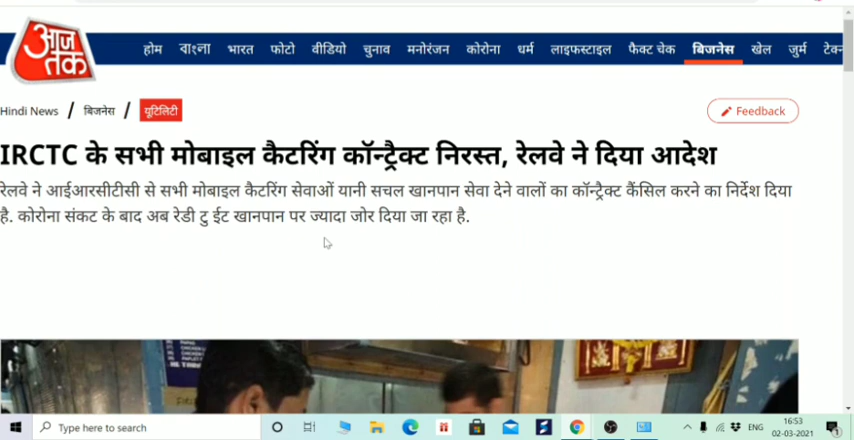 आज तक
होम বাংলা भारत फोटो वीडियो चुनाव मनोरंजन कोरोना धर्म लाइफस्टाइल फैक्ट चेक बिजनेस खेल जुर्म
Hindi News / बिजनेस / यूटिलिटी
Feedback
IRCTC के सभी मोबाइल कैटरिंग कॉन्ट्रैक्ट निरस्त, रेलवे ने दिया आदेश
रेलवे ने आईआरसीटीसी से सभी मोबाइल कैटरिंग सेवाओं यानी सचल खानपान सेवा देने वालों का कॉन्ट्रैक्ट कैंसिल करने का निर्देश दिया
है. कोरोना संकट के बाद अब रेडी टु ईट खानपान पर ज्यादा जोर दिया जा रहा है.
Type here to search
ENG
16:53
02-03-2021